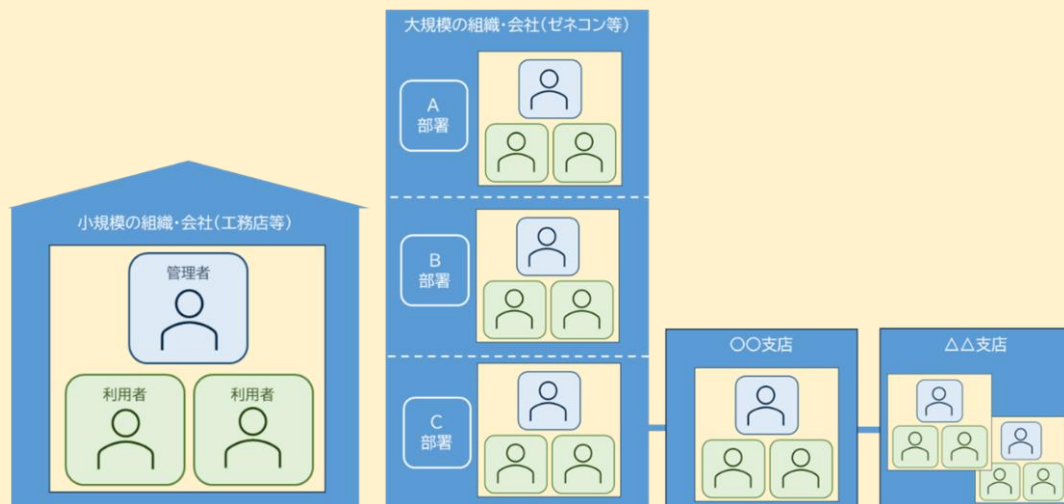 小規模の組織・会社(工務店等)
管理者
利用者
利用者
大規模の組織・会社(ゼネコン等)
A
部署
B
部署
C
部署
〇〇支店
△△支店